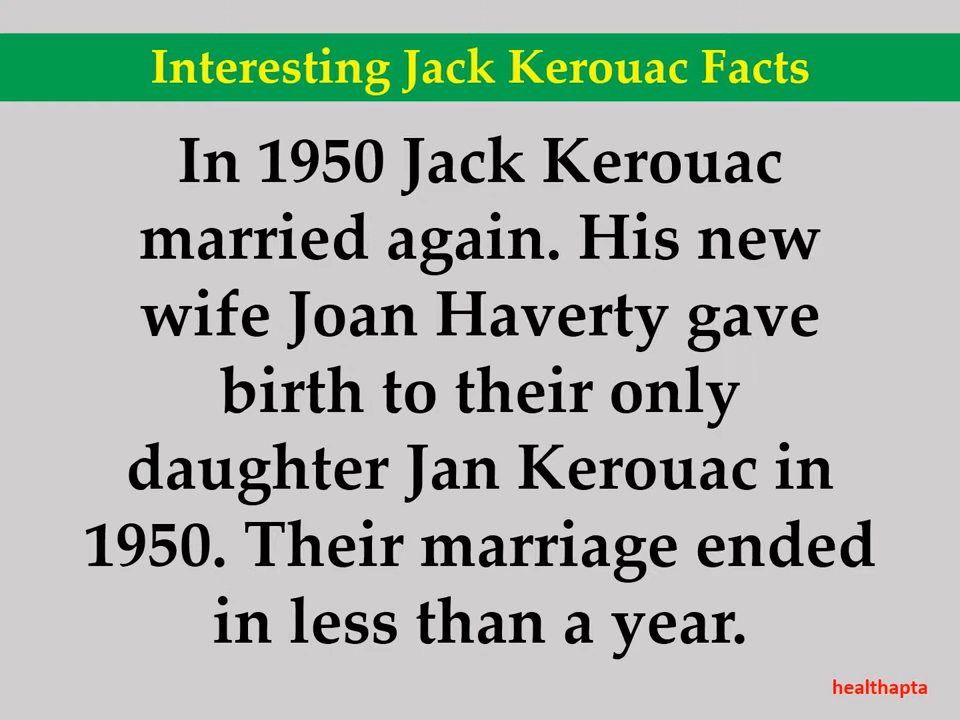 Interesting Jack Kerouac Facts
In 1950 Jack Kerouac
married again. His new
wife Joan Haverty gave
birth to their only
daughter Jan Kerouac in
1950. Their marriage ended
in less than a year.
healthapta